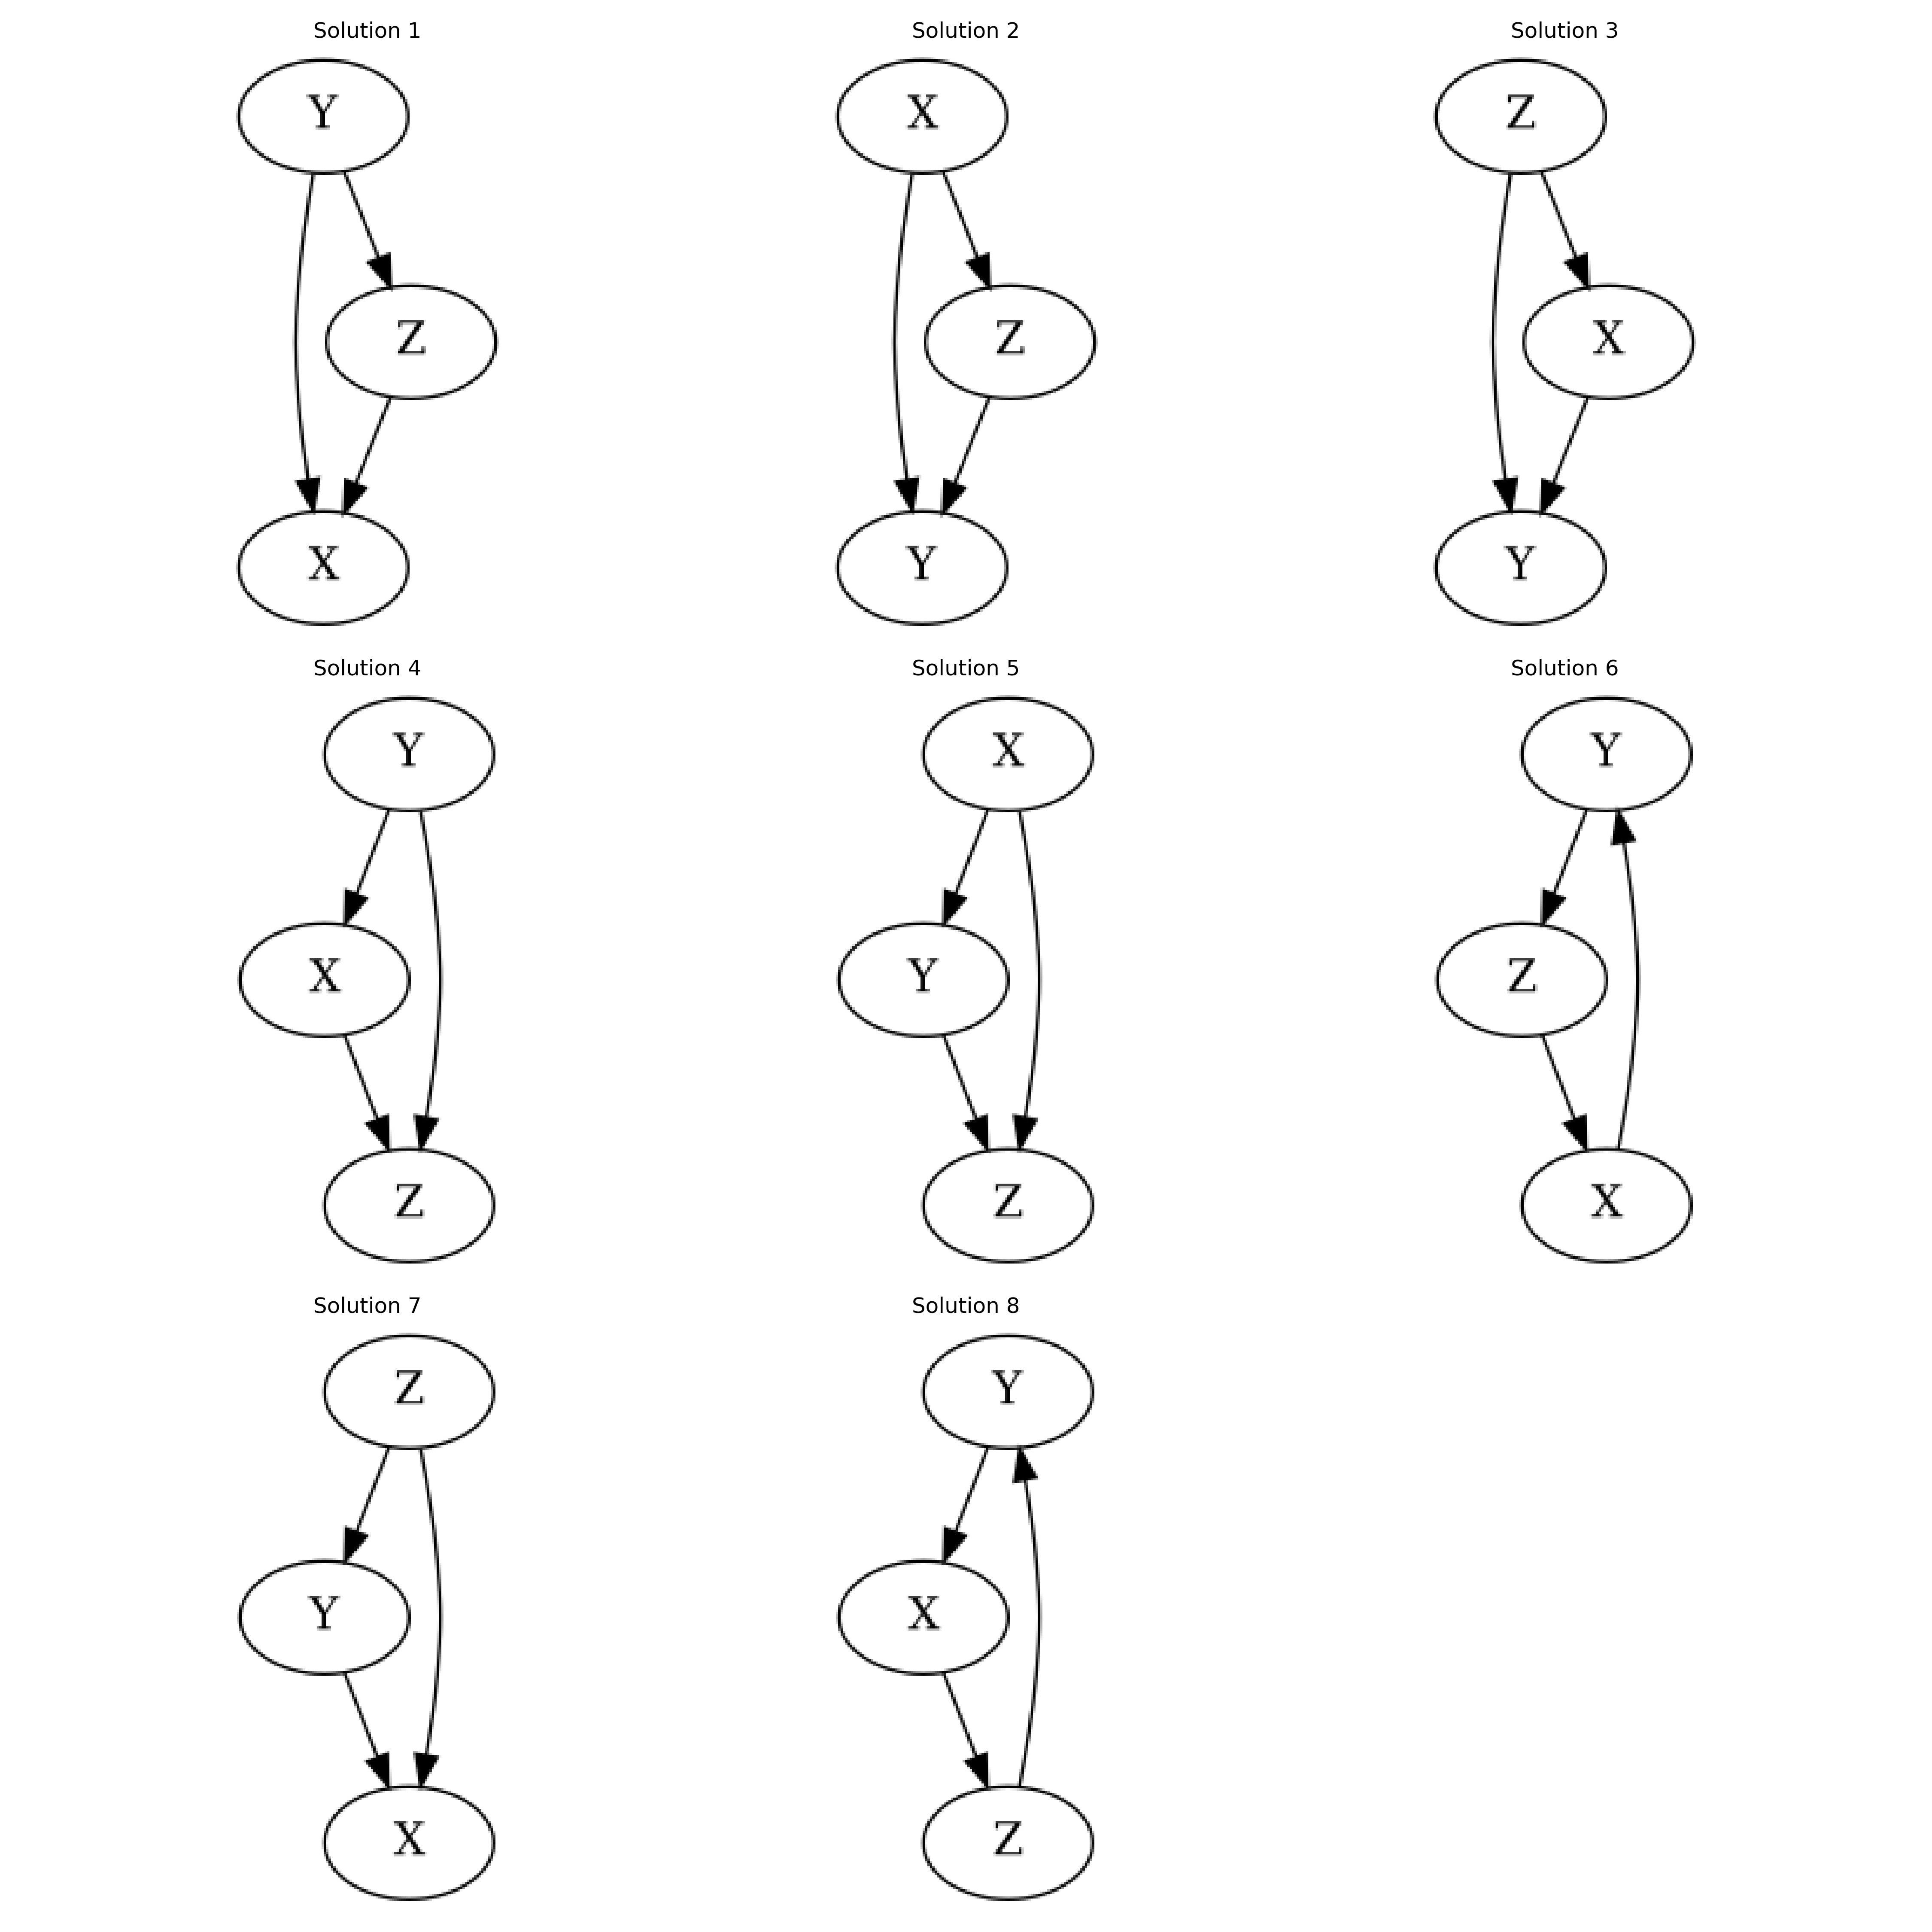 Solution 1
Y
Z
X
Solution 2
X
Z
Y
Solution 3
Z
X
Y
Solution 4
Y
X
Z
Solution 5
X
Y
Z
Solution 6
Y
Z
X
Solution 7
Z
Y
X
Solution 8
Y
X
Z